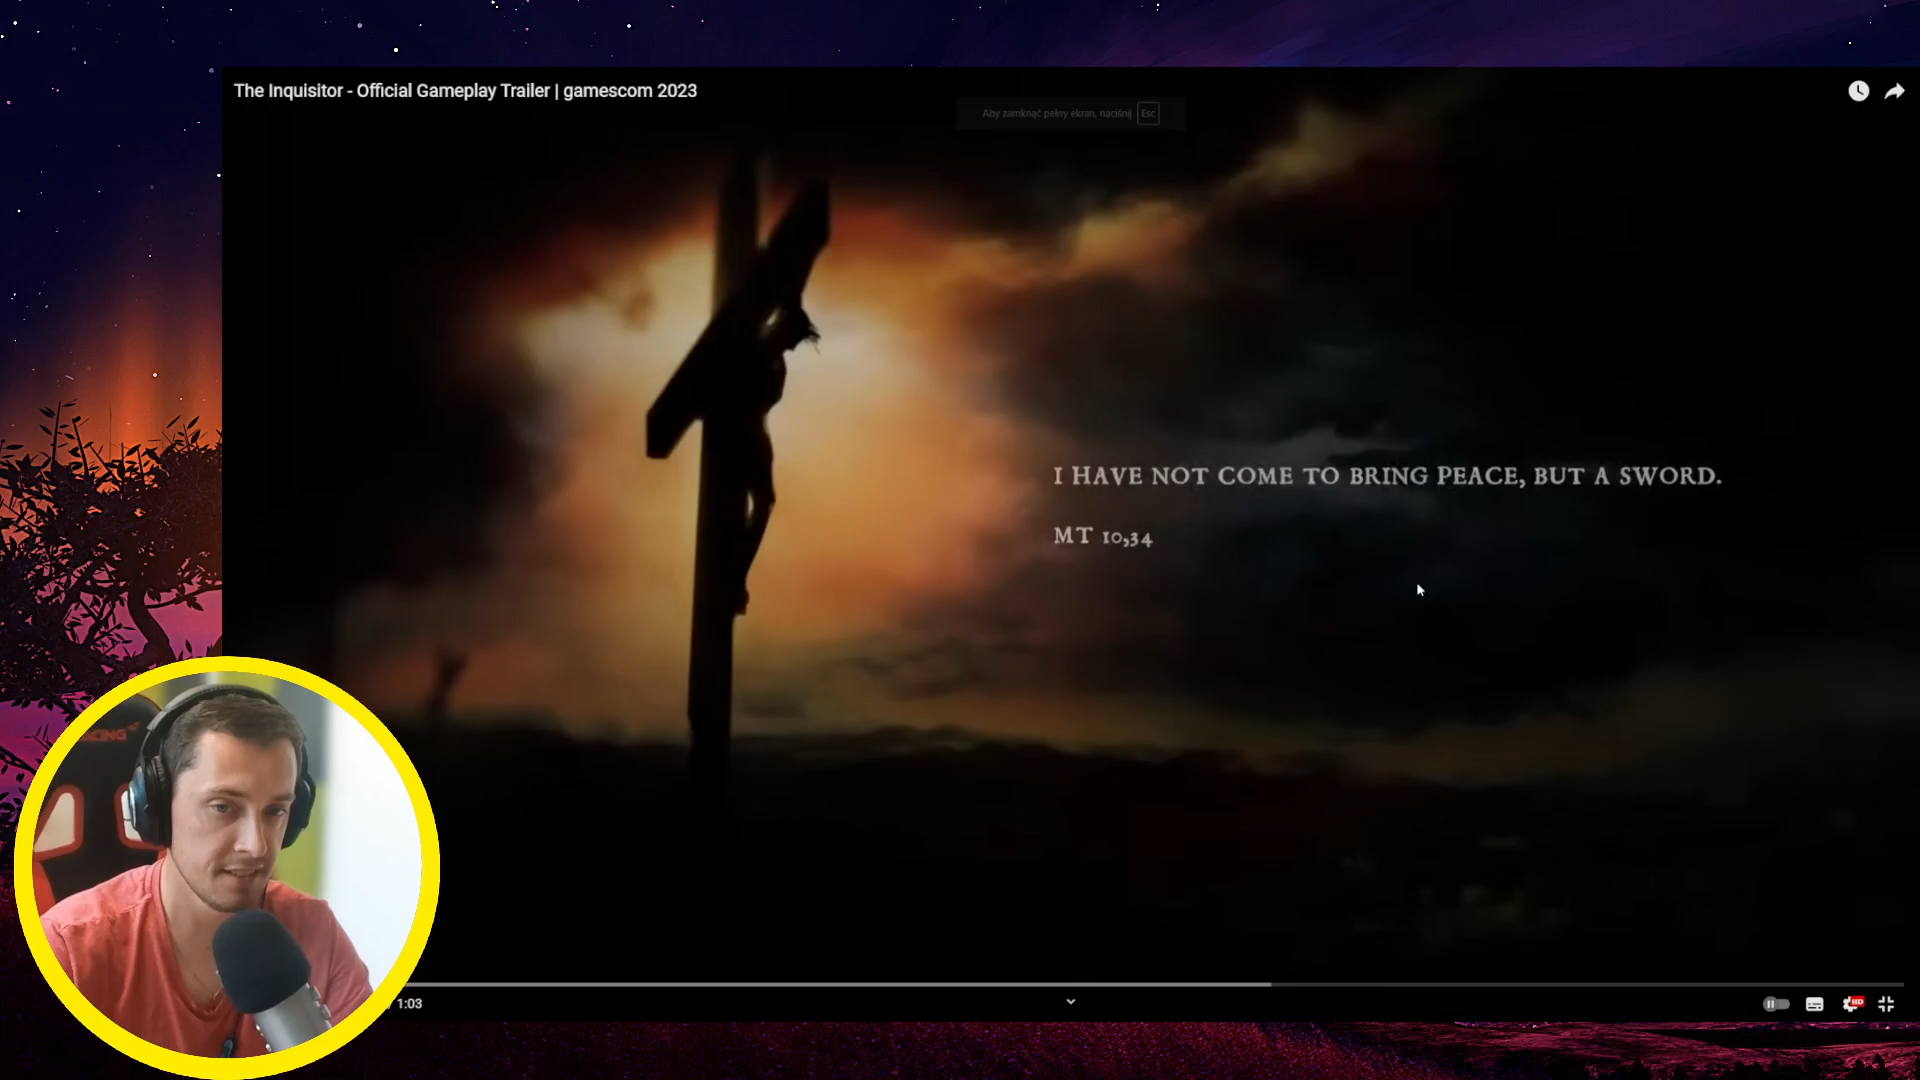 The Inquisitor - Official Gameplay Trailer | gamescom 2023
Aby zamknąć pełny ekran, naciśnij Esc
I HAVE NOT COME TO BRING PEACE, BUT A SWORD.
MT 10,34
1:03
HD